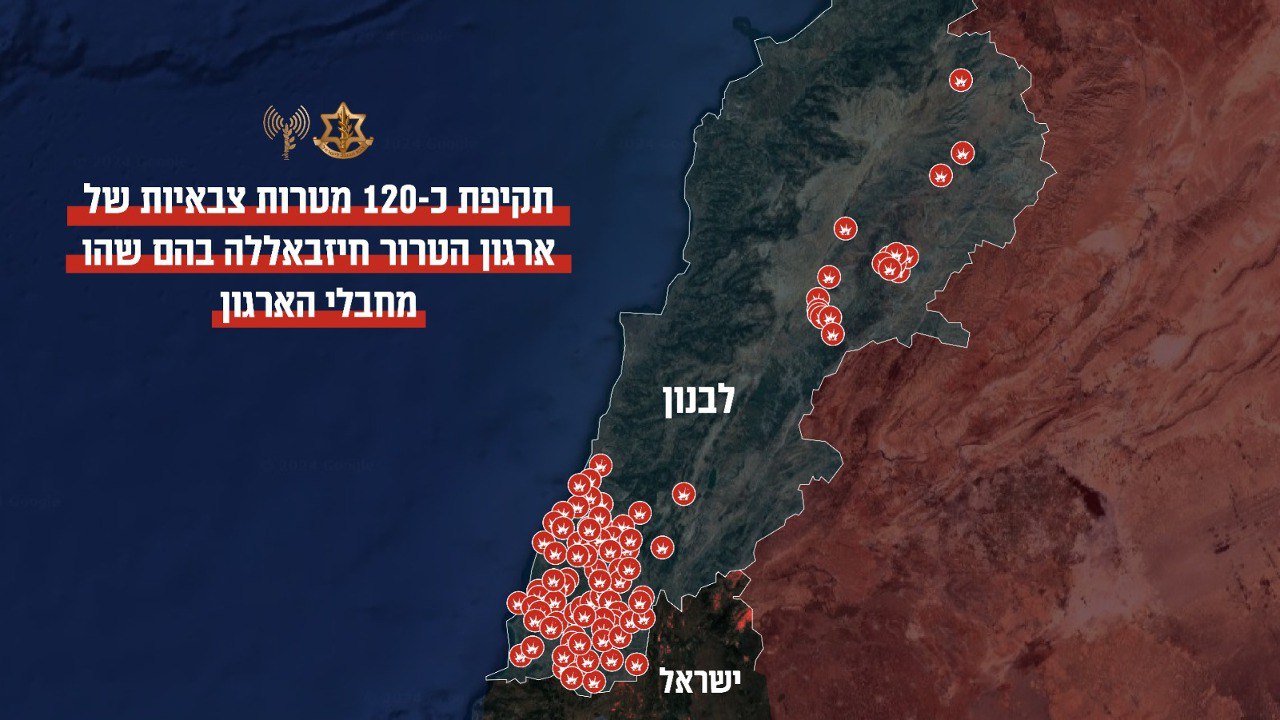 תקיפת כ-120 מטרות צבאיות של
ארגון הטרור חיזבאללה בהם שהו
מחבלי הארגון
לבנון
ישראל